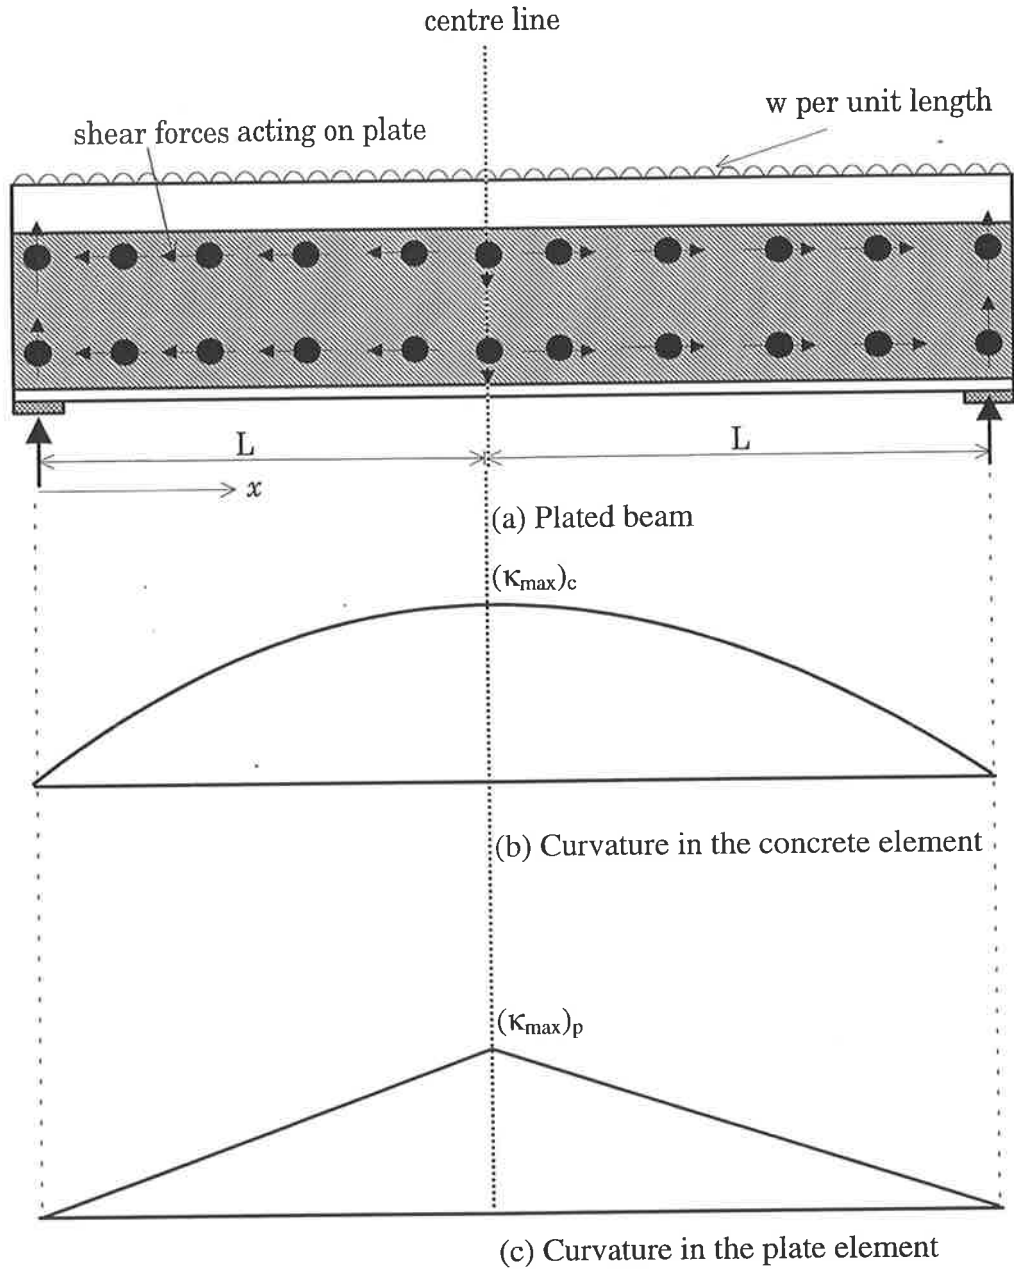 centre line
w per unit length
shear forces acting on plate
L
L
x
(a) Plated beam
(κmax)c
(b) Curvature in the concrete element
(κmax)p
(c) Curvature in the plate element